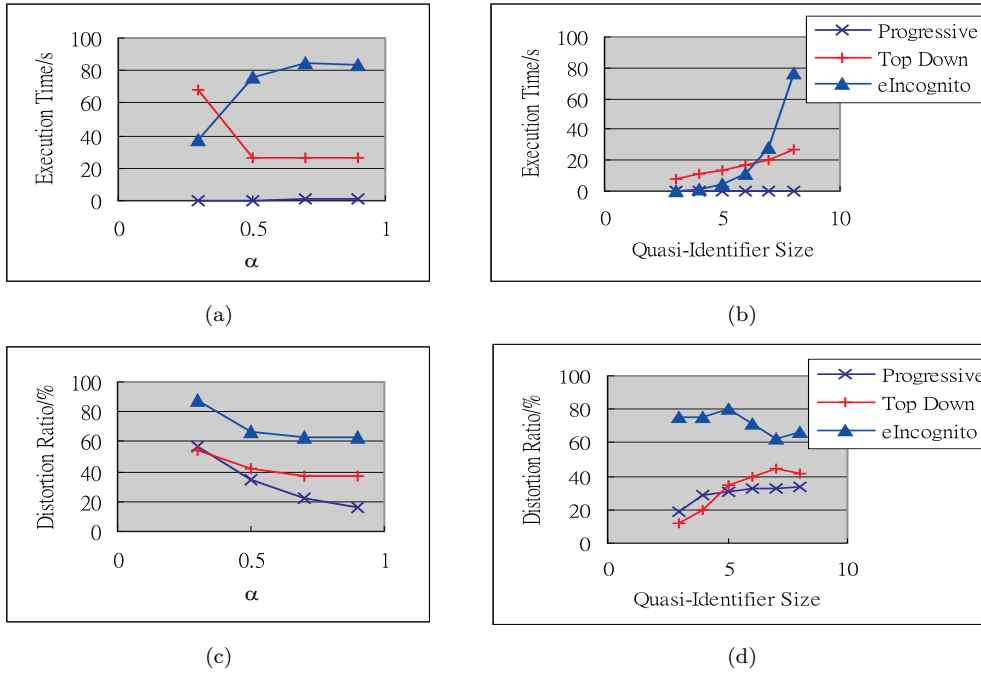 Execution Time/s
100
80
60
40
20
0
0
0.5
1
α
(a)
Execution Time/s
100
80
60
40
20
0
0
5
10
Quasi-Identifier Size
Progressive
Top Down
eIncognito
(b)
Distortion Ratio/%
100
80
60
40
20
0
0
0.5
1
α
(c)
Distortion Ratio/%
100
80
60
40
20
0
0
5
10
Quasi-Identifier Size
Progressive
Top Down
eIncognito
(d)